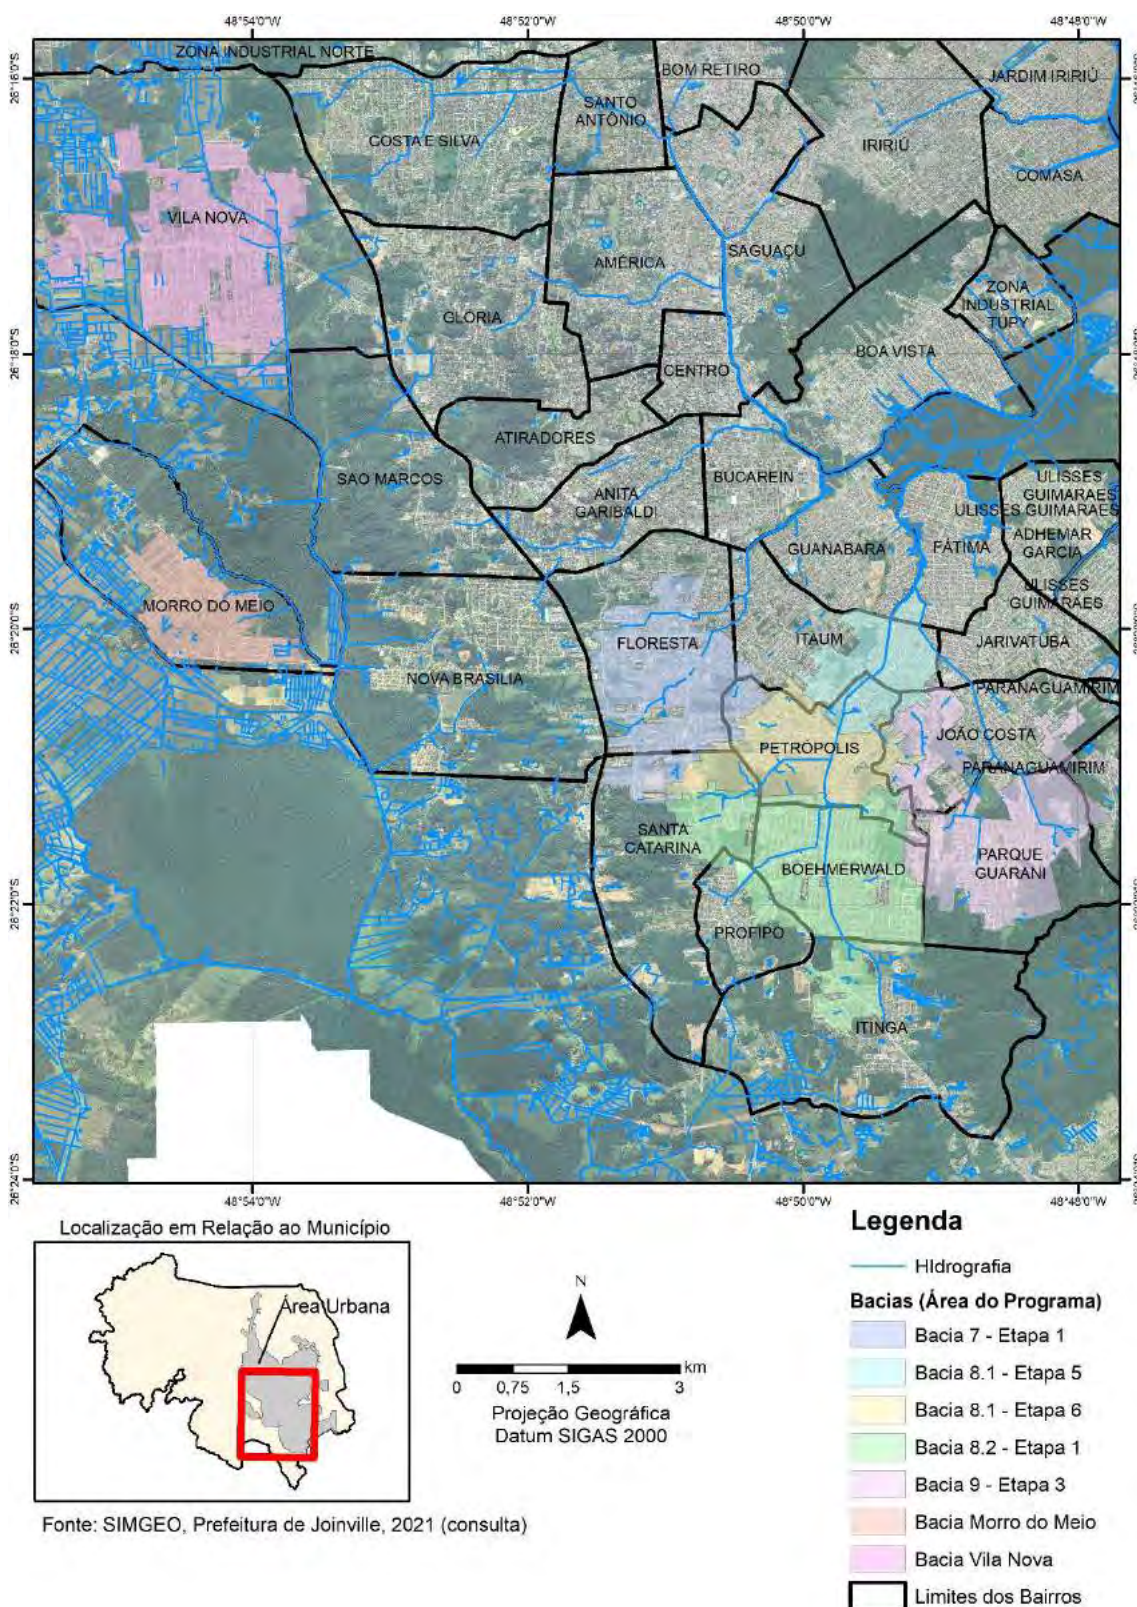 48°54'0"W
48°52'0"W
48°50'0"W
48°48'0"W
ZONA INDUSTRIAL NORTE
26°16'0"S
BOM RETIRO
JARDIM IRIRIÚ
SANTO
ANTÔNIO
COSTA E SILVA
IRIRIÚ
COMASA
VILA NOVA
SAGUAÇU
AMÉRICA
ZONA
INDUSTRIAL
TUPY
GLÓRIA
26°18'0"S
BOA VISTA
CENTRO
ATIRADORES
SAO MARCOS
BUCAREIN
ANITA
GARIBALDI
ULISSES
GUIMARAES
ULISSES GUIMARAES
ADHEMAR
GARCIA
GUANABARA
FÁTIMA
ULISSES
GUIMARAES
MORRO DO MEIO
26°20'0"S
FLORESTA
ITAUM
JARIVATUBA
NOVA BRASÍLIA
PARANAGUAMIRIM
JOÃO COSTA
PETRÓPOLIS
PARANAGUAMIRIM
SANTA
CATARINA
PARQUE
GUARANI
BOEHMERWALD
26°22'0"S
PROFIPO
ITINGA
26°24'0"S
48°54'0"W
48°52'0"W
48°50'0"W
48°48'0"W
Localização em Relação ao Município
Área Urbana
N
km
0
0,75
1,5
3
Projeção Geográfica
Datum SIGAS 2000
Fonte: SIMGEO, Prefeitura de Joinville, 2021 (consulta)
Legenda
HIdrografia
Bacias (Área do Programa)
Bacia 7 - Etapa 1
Bacia 8.1 - Etapa 5
Bacia 8.1 - Etapa 6
Bacia 8.2 - Etapa 1
Bacia 9 - Etapa 3
Bacia Morro do Meio
Bacia Vila Nova
Limites dos Bairros